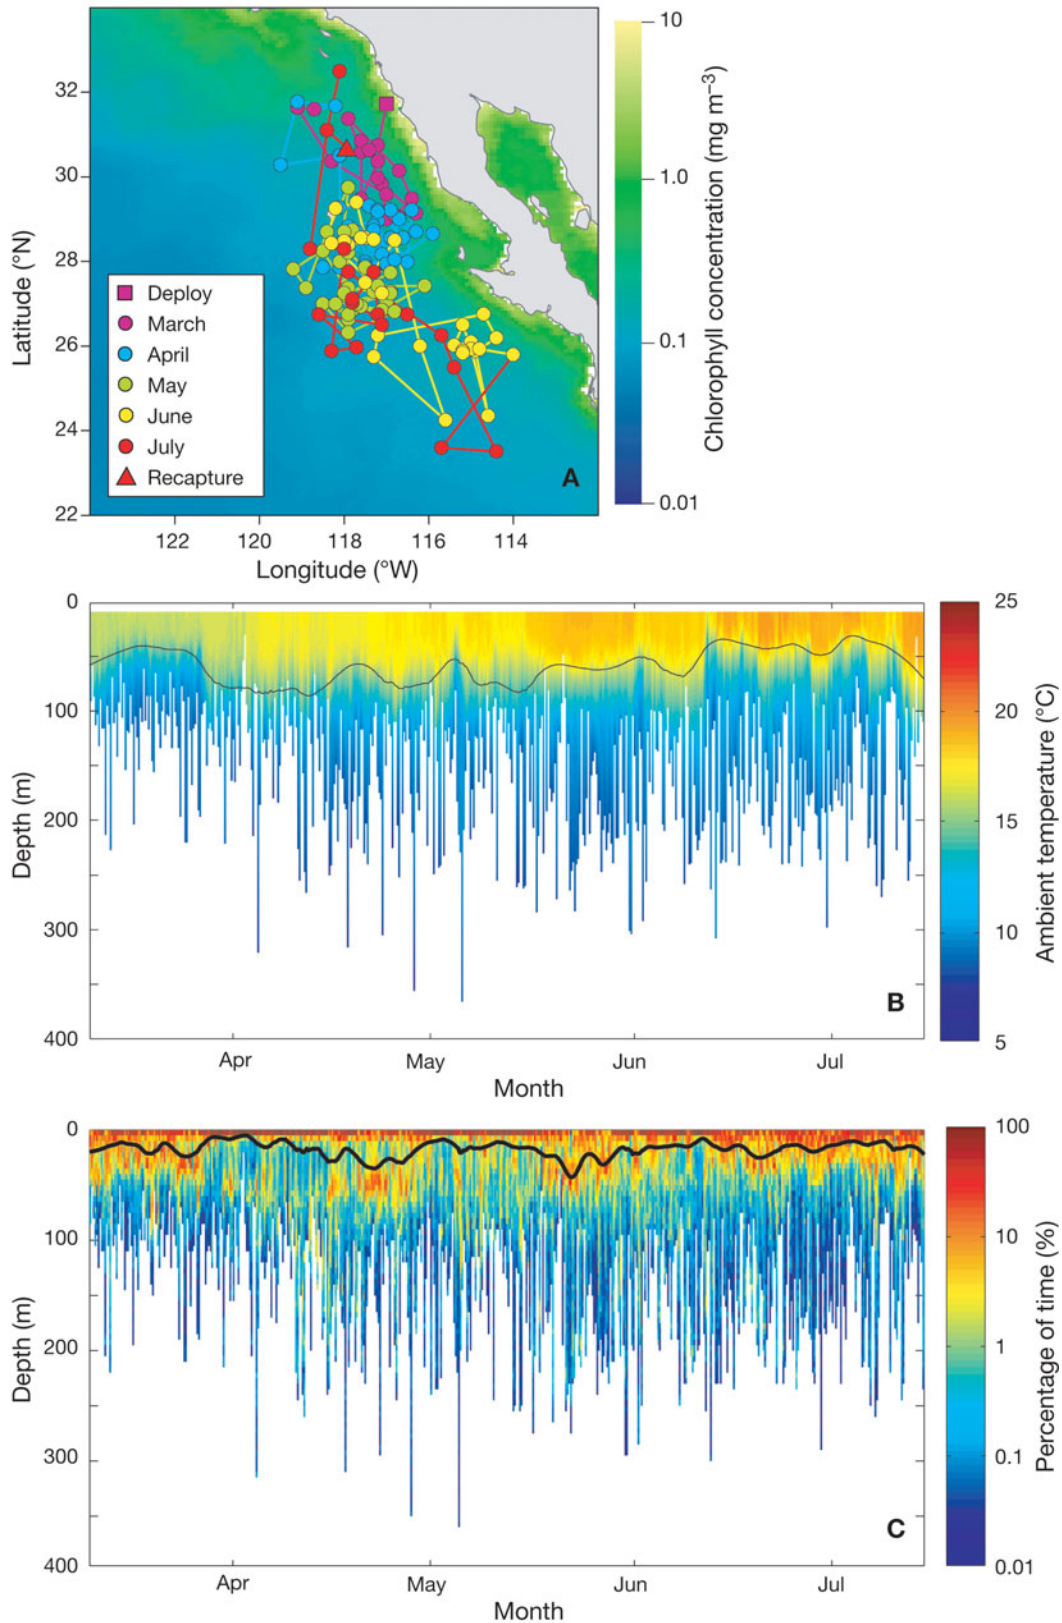 32
30
28
26
24
22
Latitude (°N)
Deploy
March
April
May
June
July
Recapture
A
122
120
118
116
114
Longitude (°W)
10
1.0
0.1
0.01
Chlorophyll concentration (mg m–3)
0
100
200
300
400
Depth (m)
B
Apr
May
Jun
Jul
Month
25
20
15
10
5
Ambient temperature (°C)
0
100
200
300
400
Depth (m)
C
Apr
May
Jun
Jul
Month
100
10
1
0.1
0.01
Percentage of time (%)